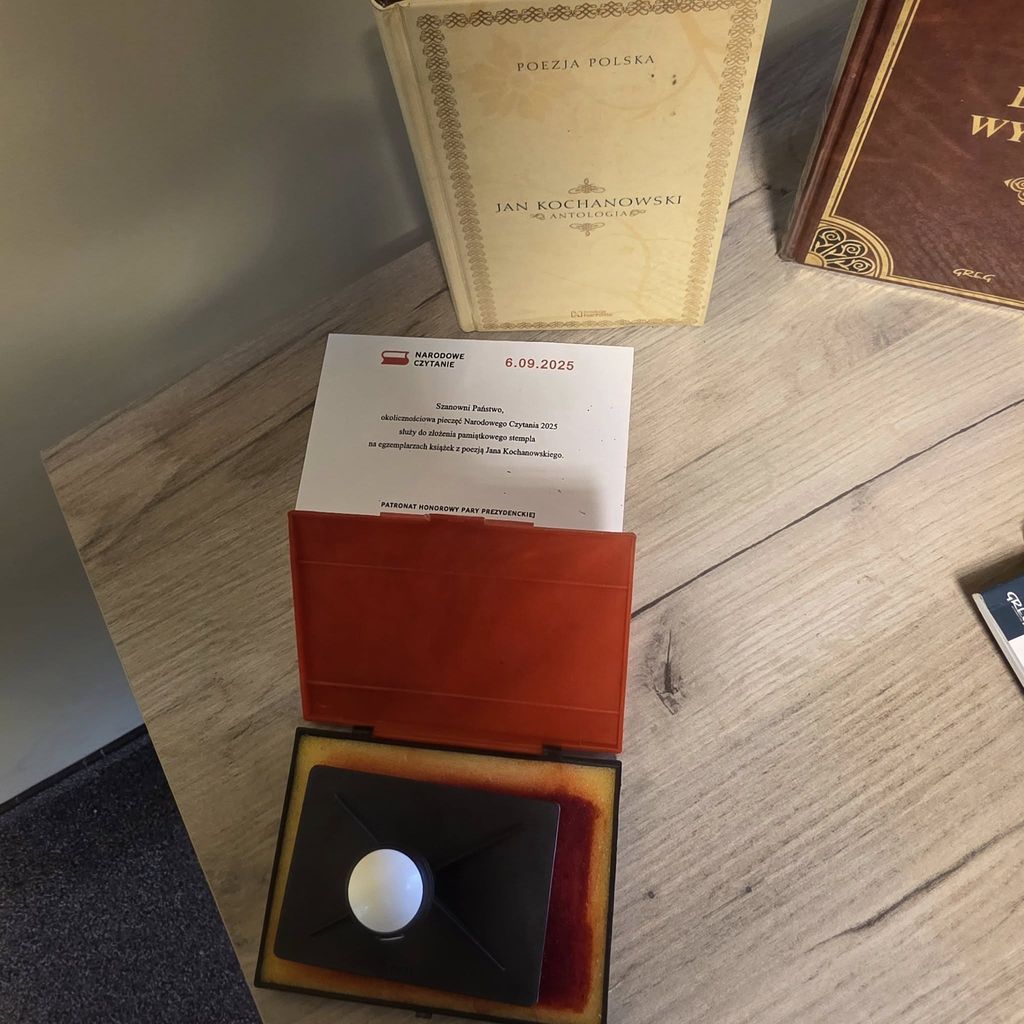 POEZJA POLSKA
JAN KOCHANOWSKI
ANTOLOGIA
GREG
NARODOWE
CZYTANIE
6.09.2025
Szanowni Państwo,
okolicznościowa pieczęć Narodowego Czytania 2025
służy do złożenia pamiątkowego stempla
na egzemplarzach książek z poezją Jana Kochanowskiego.
PATRONAT HONOROWY PARY PREZYDENCKIEJ